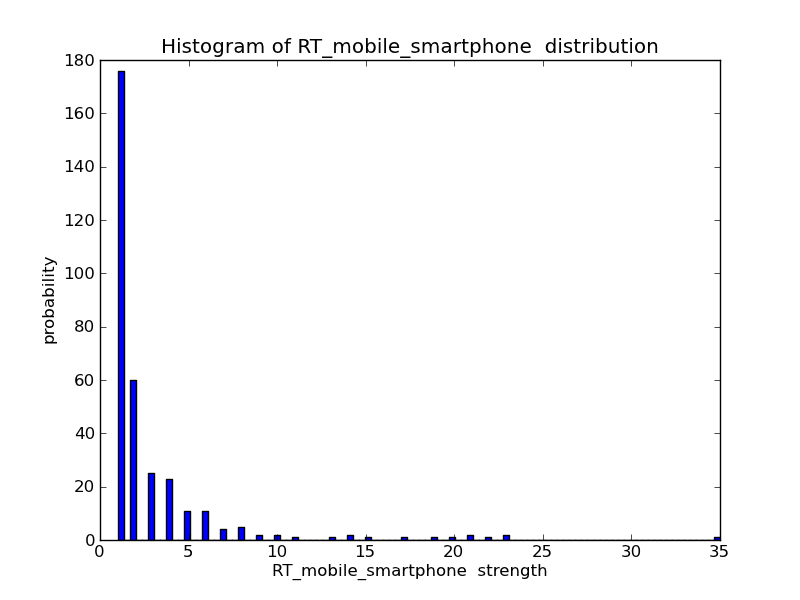 Histogram of RT_mobile_smartphone  distribution
180
160
140
120
100
80
60
40
20
0
probability
0 5 10 15 20 25 30 35
RT_mobile_smartphone  strength